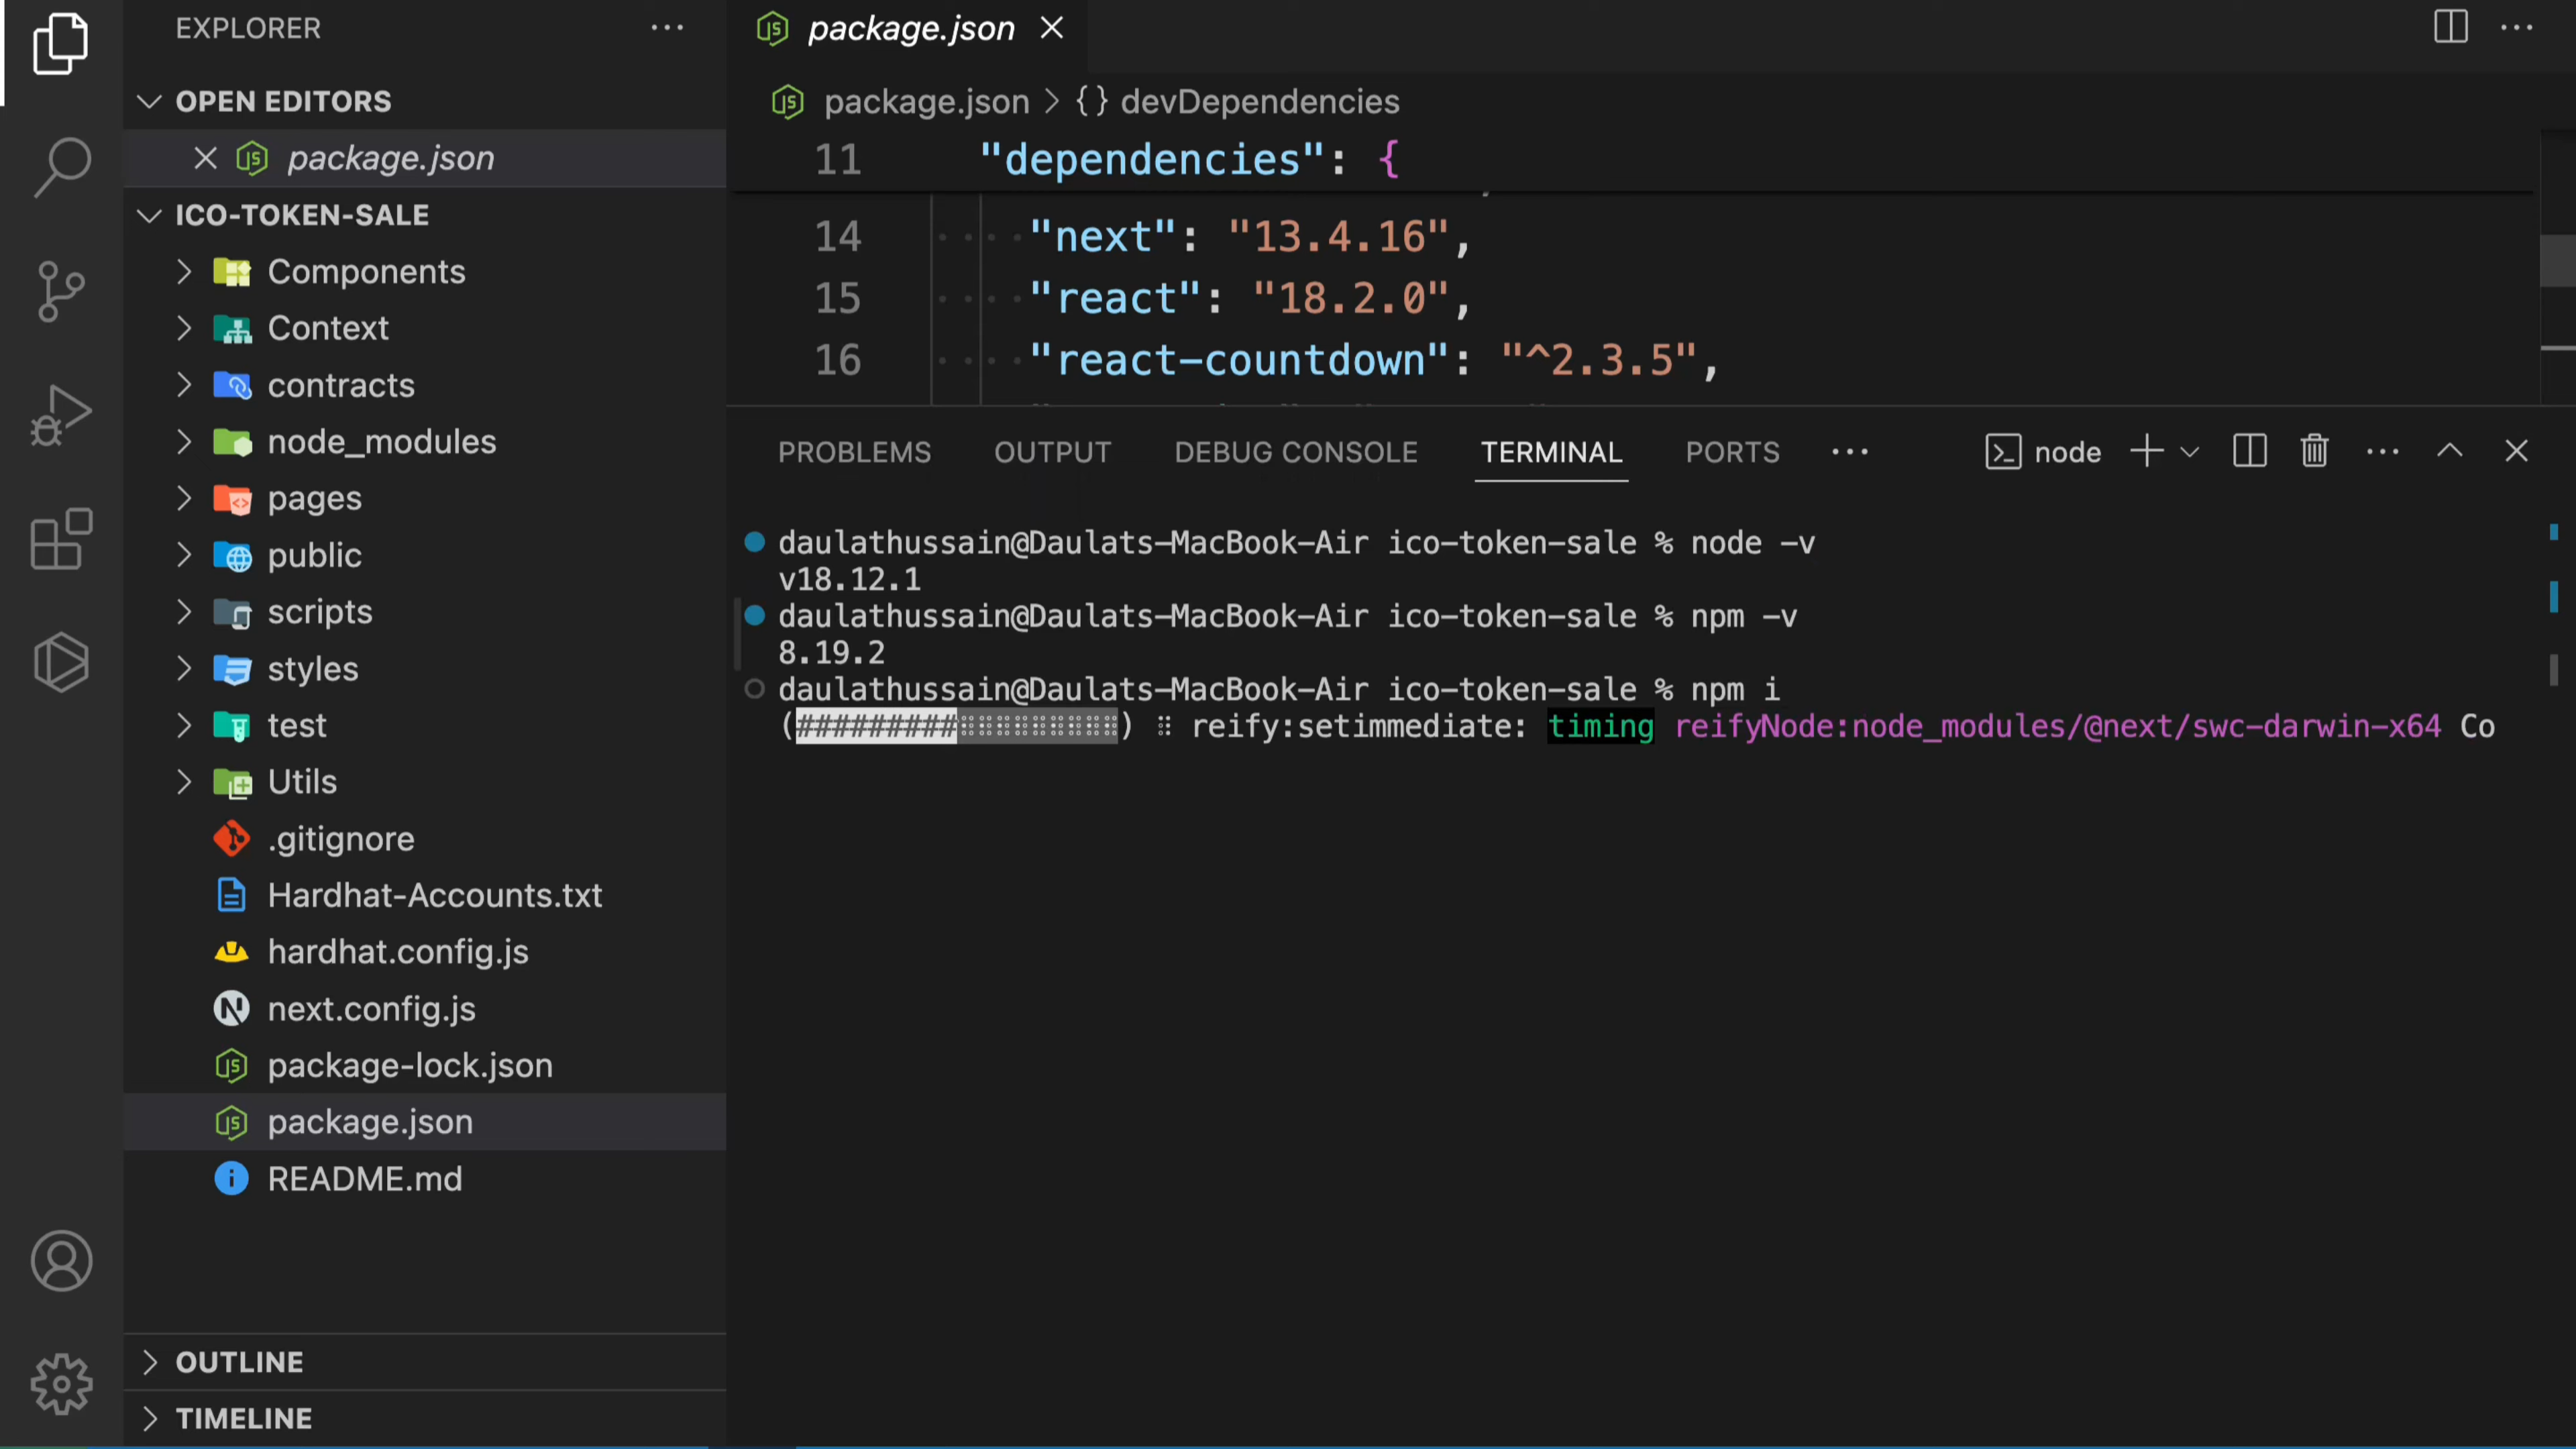 EXPLORER
OPEN EDITORS
package.json
ICO-TOKEN-SALE
Components
Context
contracts
node_modules
pages
public
scripts
styles
test
Utils
.gitignore
Hardhat-Accounts.txt
hardhat.config.js
next.config.js
package-lock.json
package.json
README.md
OUTLINE
TIMELINE
package.json
package.json > {} devDependencies
11 "dependencies": {
14 "next": "13.4.16",
15 "react": "18.2.0",
16 "react-countdown": "^2.3.5",
PROBLEMS OUTPUT DEBUG CONSOLE TERMINAL PORTS ··· node
daulathussain@Daulats-MacBook-Air ico-token-sale % node -v
v18.12.1
daulathussain@Daulats-MacBook-Air ico-token-sale % npm -v
8.19.2
daulathussain@Daulats-MacBook-Air ico-token-sale % npm i
(#########⠿⠿⠿⠿⠿⠿⠿⠿⠿) ⠿ reify:setimmediate: timing reifyNode:node_modules/@next/swc-darwin-x64 Co